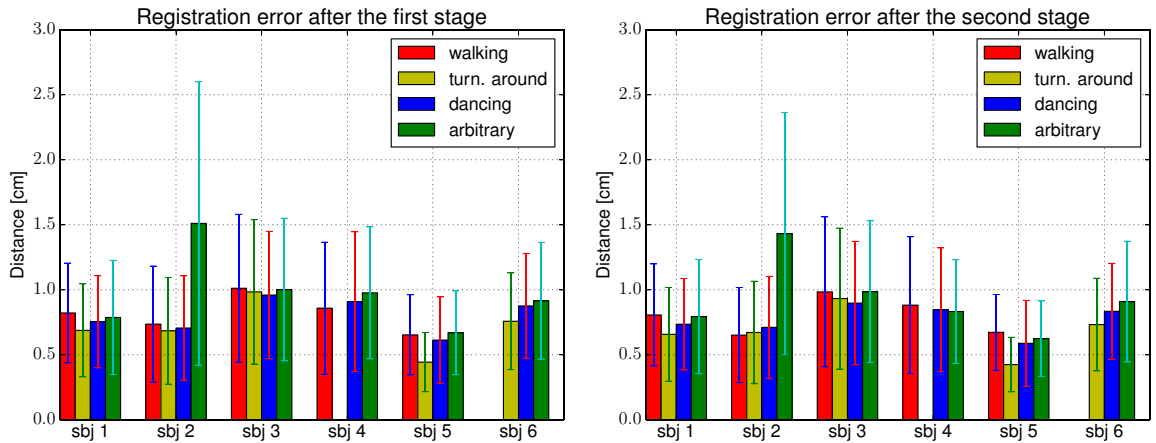 Registration error after the first stage
3.0
2.5
2.0
1.5
1.0
0.5
0.0
Distance [cm]
walking
turn. around
dancing
arbitrary
sbj 1 sbj 2 sbj 3 sbj 4 sbj 5 sbj 6
Registration error after the second stage
3.0
2.5
2.0
1.5
1.0
0.5
0.0
Distance [cm]
walking
turn. around
dancing
arbitrary
sbj 1 sbj 2 sbj 3 sbj 4 sbj 5 sbj 6